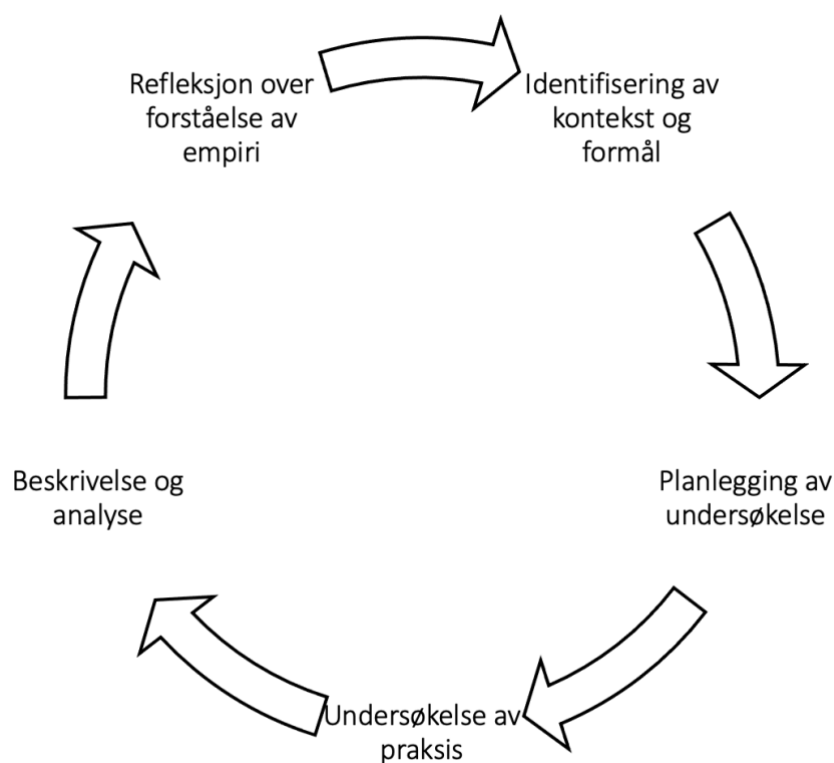 Refleksjon over
forståelse av
empiri
Identifisering av
kontekst og
formål
Planlegging av
undersøkelse
Undersøkelse av
praksis
Beskrivelse og
analyse